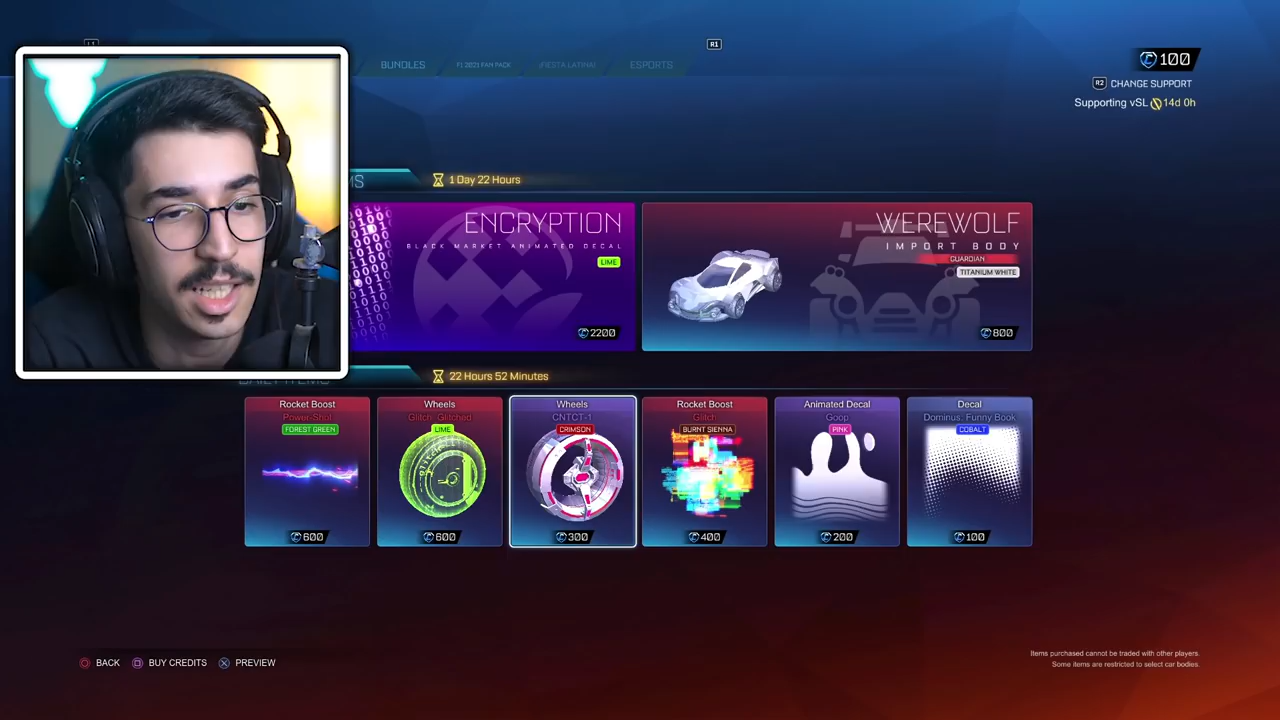 R1
BUNDLES
F1 2021 FAN PACK
¡FIESTA LATINA!
ESPORTS
100
R2 CHANGE SUPPORT
Supporting vSL 14d 0h
MS
1 Day 22 Hours
ENCRYPTION
BLACK MARKET ANIMATED DECAL
LIME
2200
WEREWOLF
IMPORT BODY
GUARDIAN
TITANIUM WHITE
800
DAILY ITEMS
22 Hours 52 Minutes
Rocket Boost
Power-Shot
FOREST GREEN
600
Wheels
Glitch: Glitched
LIME
600
Wheels
CNTCT-1
CRIMSON
300
Rocket Boost
Glitch
BURNT SIENNA
400
Animated Decal
Goop
PINK
200
Decal
Dominus: Funny Book
COBALT
100
BACK
BUY CREDITS
PREVIEW
Items purchased cannot be traded with other players.
Some items are restricted to select car bodies.